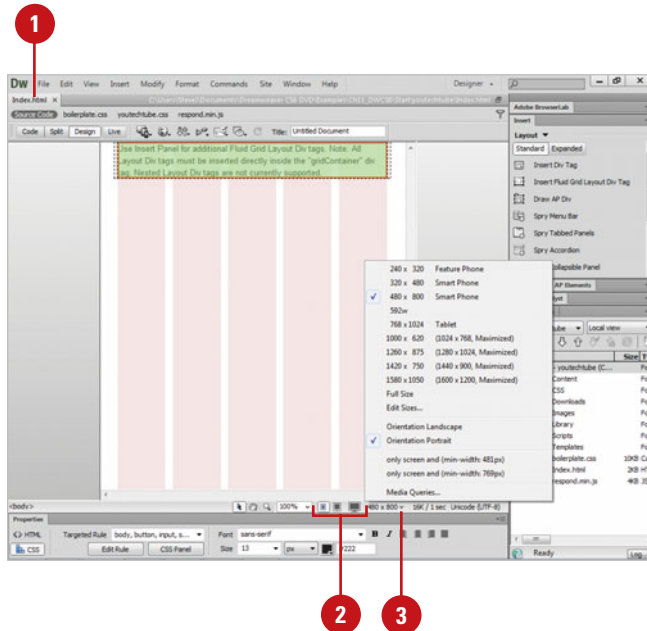 1
DW File Edit View Insert Modify Format Commands Site Window Help Designer
Index.html ×
Source Code boilerplate.css youtechtube.css respond.min.js
Code Split Design Live Title: Untitled Document
Use Insert Panel for additional Fluid Grid Layout Div tags. Note: All
Layout Div tags must be inserted directly inside the "gridContainer" div
tag. Nested Layout Div tags are not currently supported.
Adobe BrowserLab
Insert
Layout
Standard Expanded
Insert Div Tag
Insert Fluid Grid Layout Div Tag
Draw AP Div
Spry Menu Bar
Spry Tabbed Panels
Spry Accordion
Collapsible Panel
AP Elements
240 x 320 Feature Phone
320 x 480 Smart Phone
✓ 480 x 800 Smart Phone
592w
768 x 1024 Tablet
1000 x 620 (1024 x 768, Maximized)
1260 x 875 (1280 x 1024, Maximized)
1420 x 750 (1440 x 900, Maximized)
1580 x 1050 (1600 x 1200, Maximized)
Full Size
Edit Sizes...
Orientation Landscape
✓ Orientation Portrait
only screen and (min-width: 481px)
only screen and (min-width: 769px)
Media Queries...
Local view
Size
youtechtube (C...
Content
CSS
Downloads
Images
Library
Scripts
Templates
boilerplate.css 10KB
Index.html 2KB
respond.min.js 4KB
<body> 100% 480 x 800 16K / 1 sec Unicode (UTF-8)
Properties
<> HTML Targeted Rule body, button, input, s... Font sans-serif B I
CSS Edit Rule CSS Panel Size 13 px #222
Ready Log...
2
3